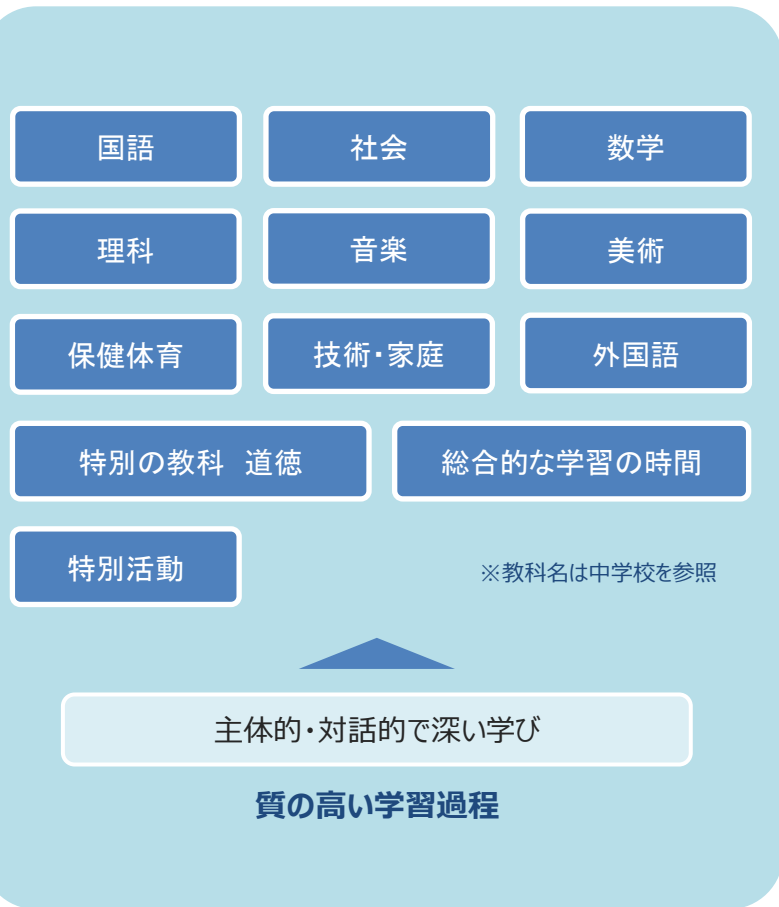 国語
社会
数学
理科
音楽
美術
保健体育
技術・家庭
外国語
特別の教科　道徳
総合的な学習の時間
特別活動
※教科名は中学校を参照
主体的・対話的で深い学び
質の高い学習過程